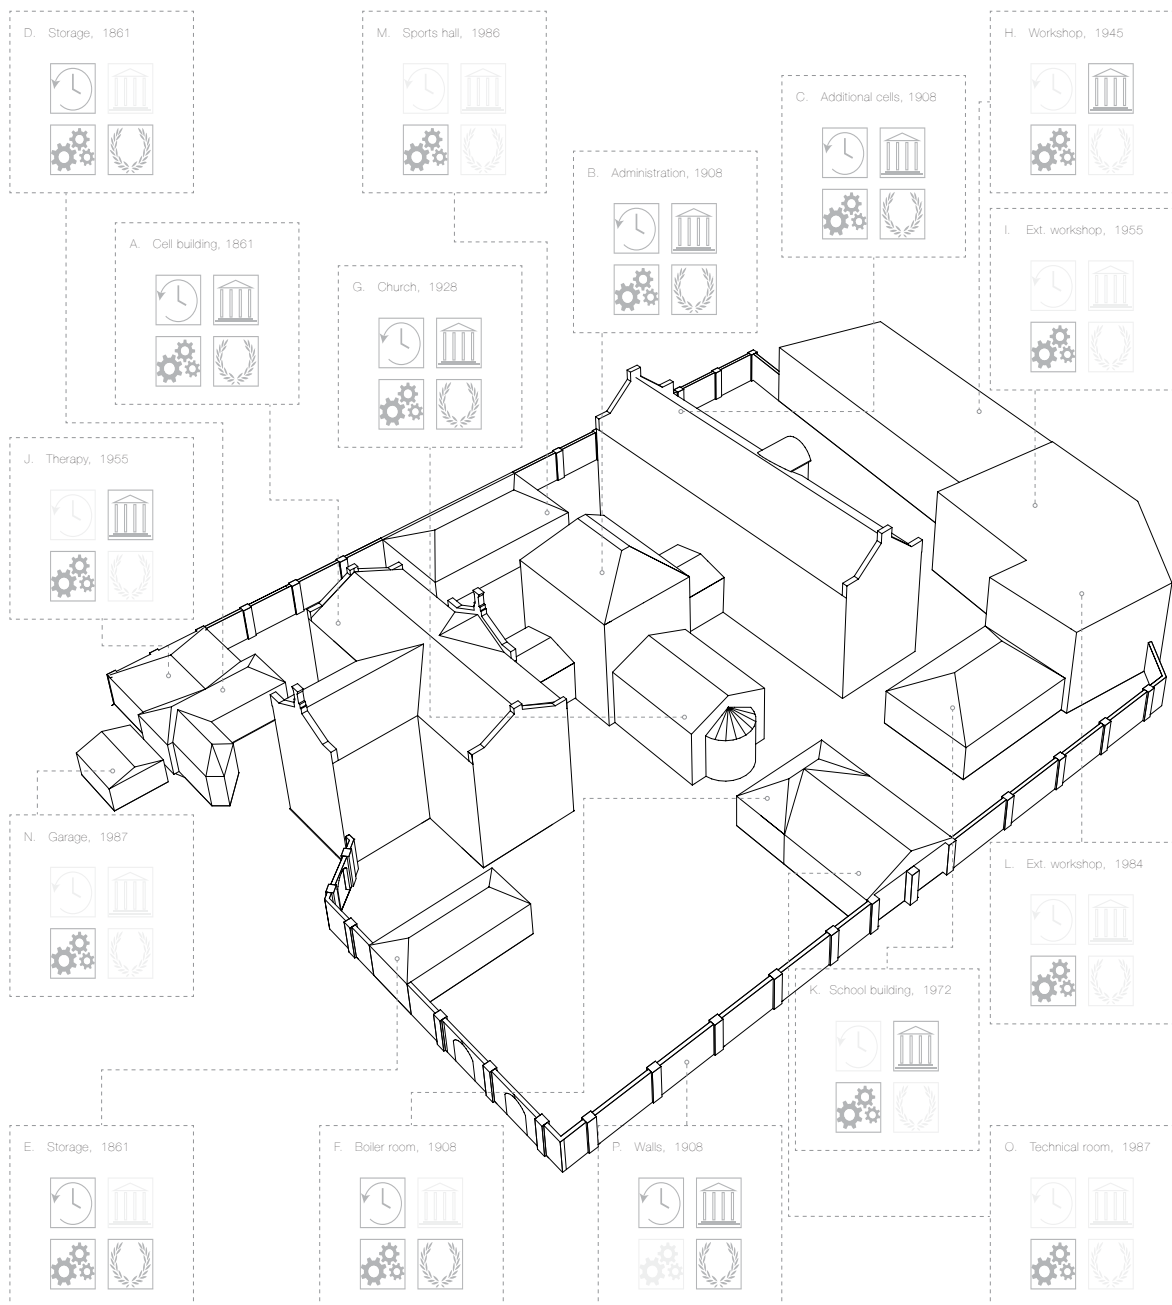 D. Storage, 1861
M. Sports hall, 1986
H. Workshop, 1945
C. Additional cells, 1908
B. Administration, 1908
I. Ext. workshop, 1955
A. Cell building, 1861
G. Church, 1928
J. Therapy, 1955
N. Garage, 1987
L. Ext. workshop, 1984
K. School building, 1972
E. Storage, 1861
F. Boiler room, 1908
P. Walls, 1908
O. Technical room, 1987